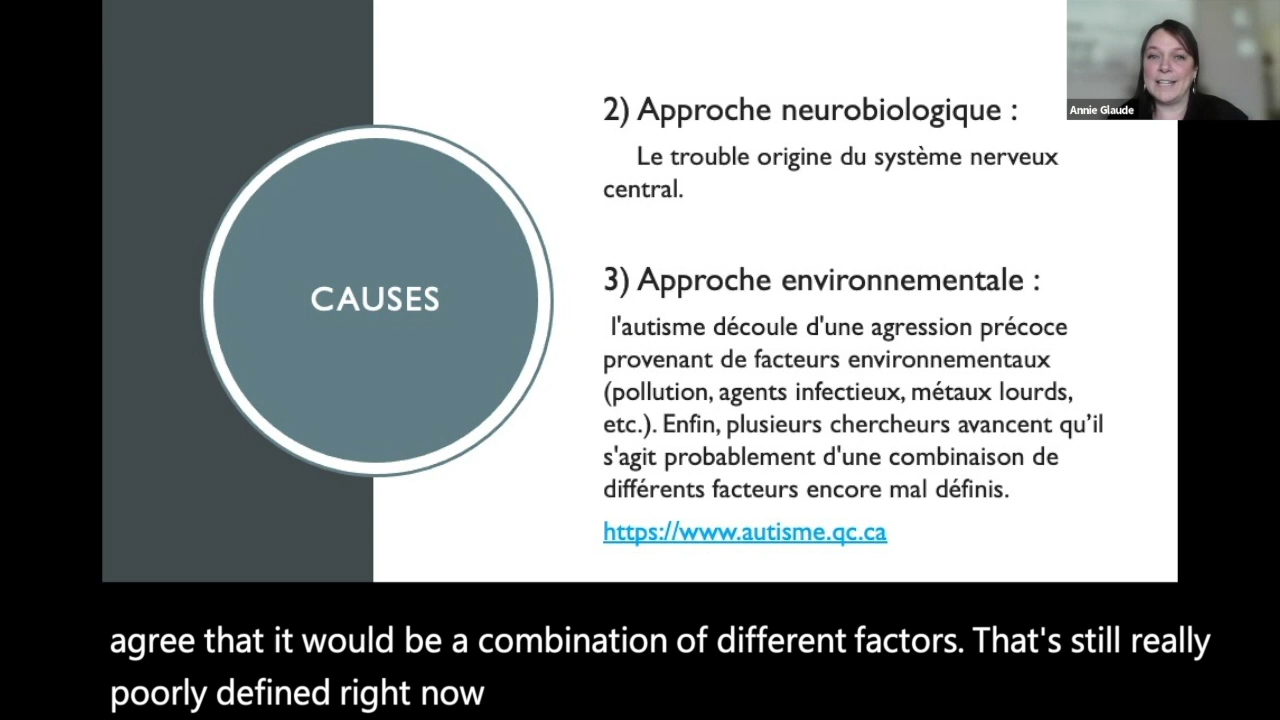 Annie Glaude
CAUSES
2) Approche neurobiologique :
Le trouble origine du système nerveux
central.
3) Approche environnementale :
l'autisme découle d'une agression précoce
provenant de facteurs environnementaux
(pollution, agents infectieux, métaux lourds,
etc.). Enfin, plusieurs chercheurs avancent qu’il
s'agit probablement d'une combinaison de
différents facteurs encore mal définis.
https://www.autisme.qc.ca
agree that it would be a combination of different factors. That's still really
poorly defined right now